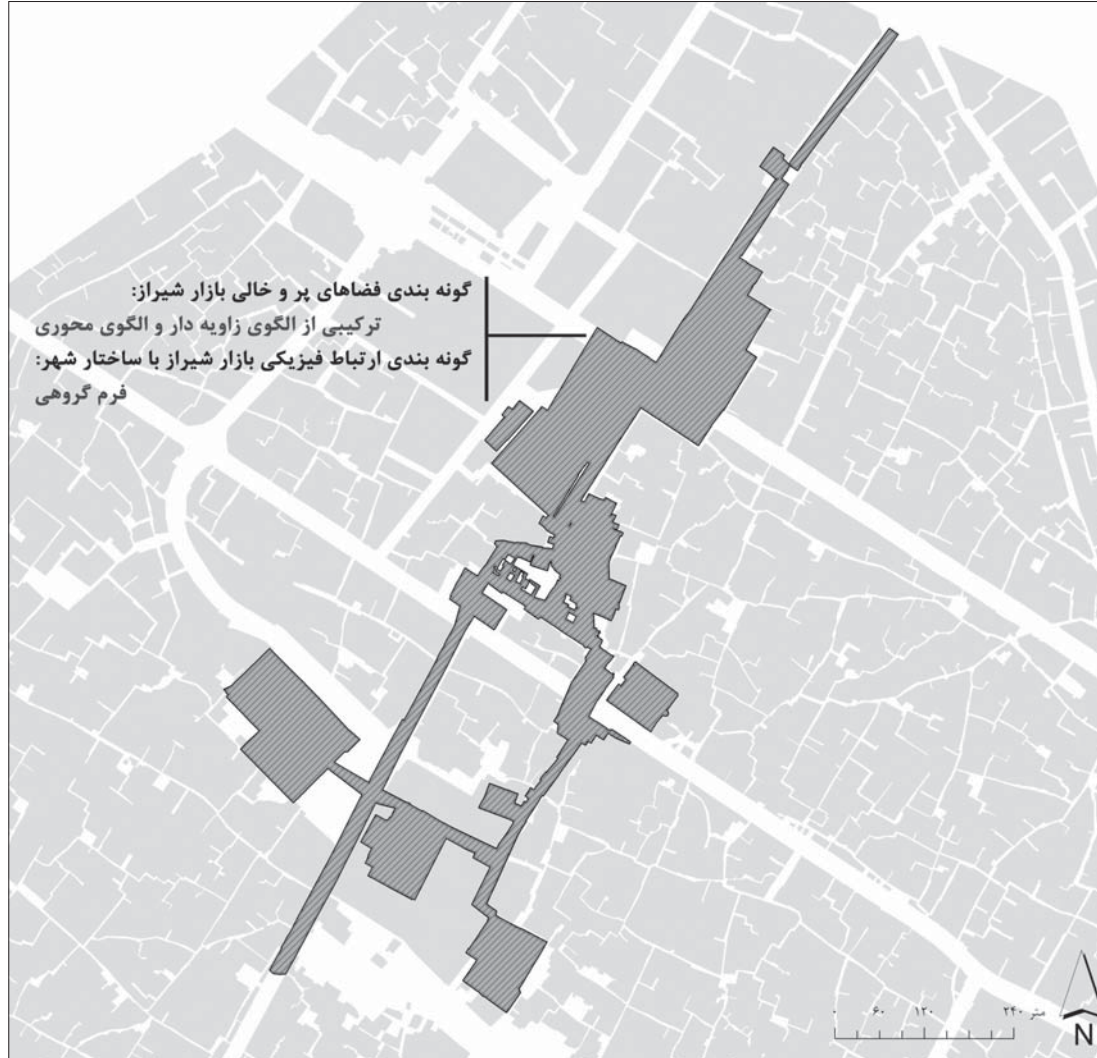 گونه بندی فضاهای پر و خالی بازار شیراز:
ترکیبی از الگوی زاویه دار و الگوی محوری
گونه بندی ارتباط فیزیکی بازار شیراز با ساختار شهر:
فرم گروهی
۰ ۶۰ ۱۲۰ ۲۴۰ متر
N